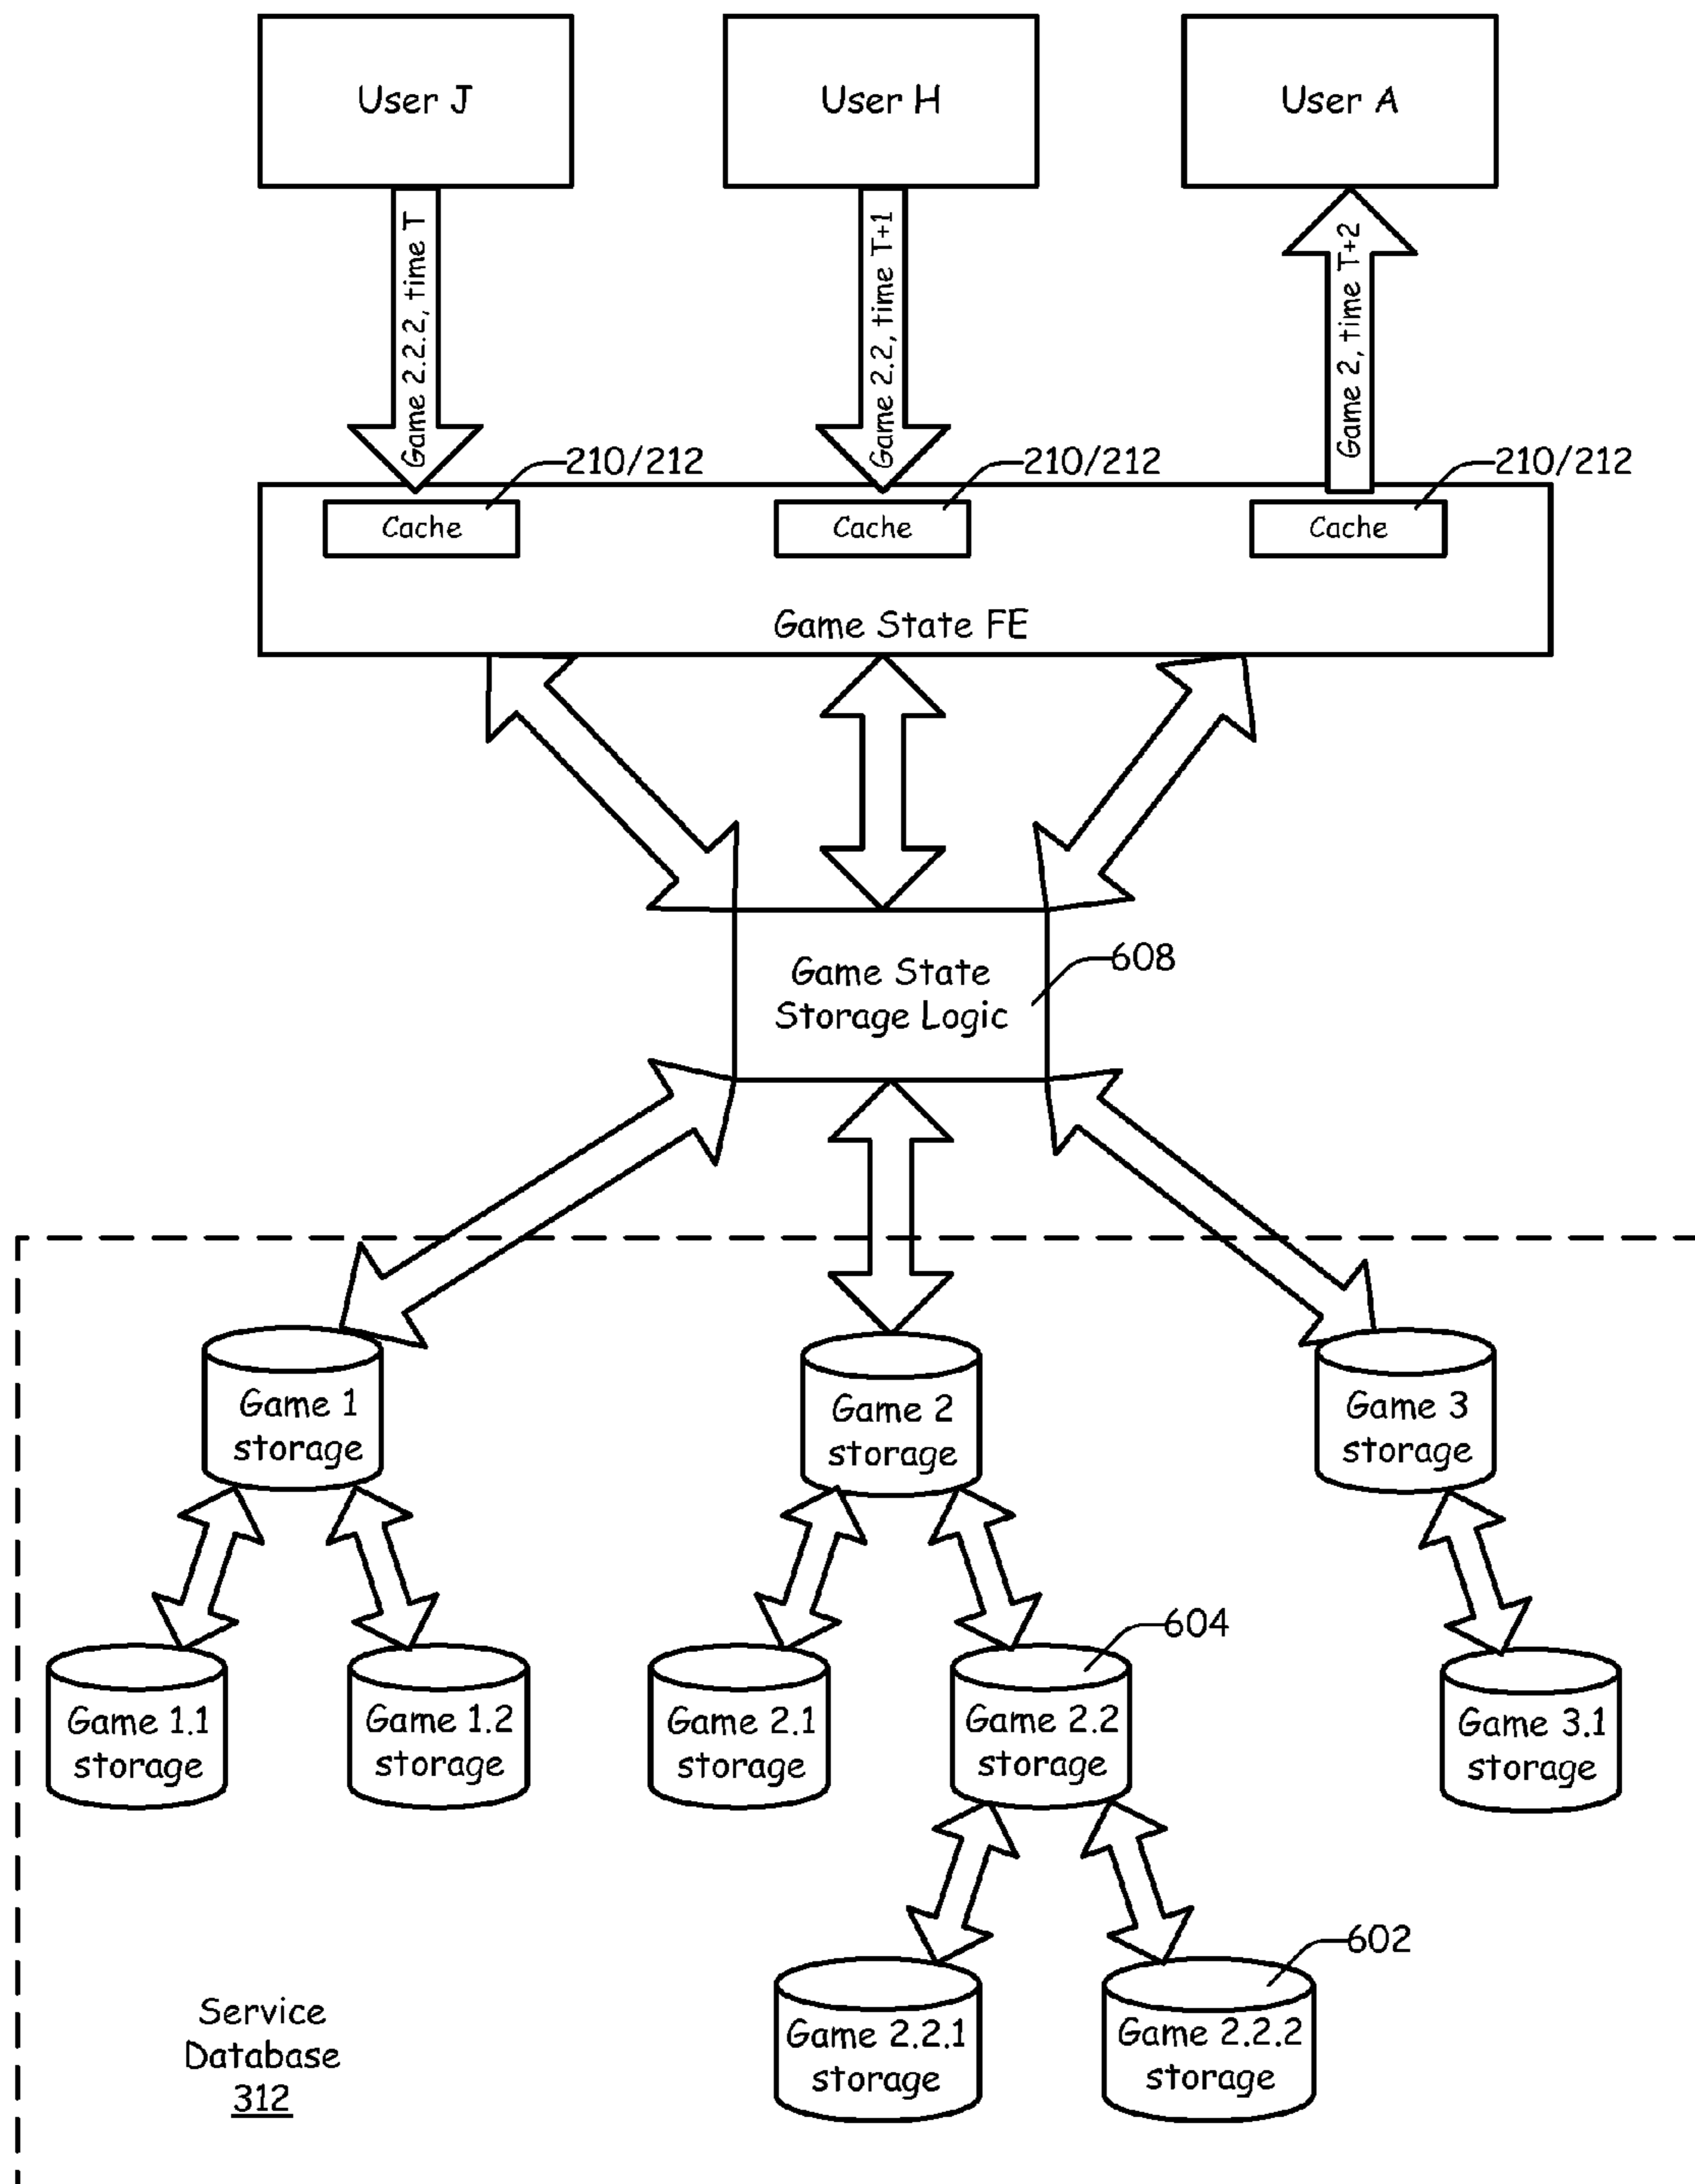 User J
User H
User A
Game 2.2.2, time T
Game 2.2, time T+1
Game 2, time T+2
210/212
210/212
210/212
Cache
Cache
Cache
Game State FE
Game State
Storage Logic
608
Game 1
storage
Game 2
storage
Game 3
storage
604
Game 1.1
storage
Game 1.2
storage
Game 2.1
storage
Game 2.2
storage
Game 3.1
storage
602
Game 2.2.1
storage
Game 2.2.2
storage
Service
Database
312